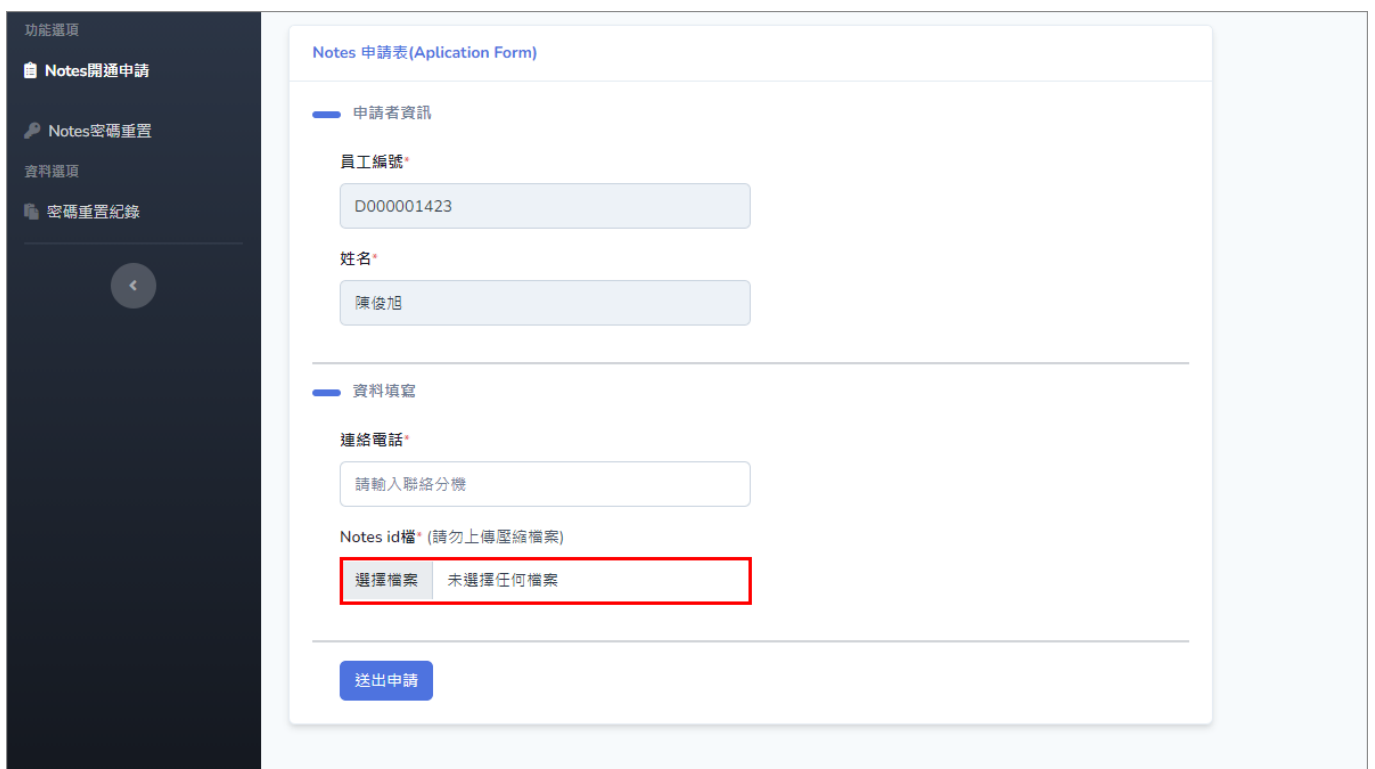 功能選項
Notes開通申請
Notes密碼重置
資料選項
密碼重置紀錄
Notes 申請表(Aplication Form)
申請者資訊
員工編號*
D000001423
姓名*
陳俊旭
資料填寫
連絡電話*
請輸入聯絡分機
Notes id檔* (請勿上傳壓縮檔案)
選擇檔案 未選擇任何檔案
送出申請